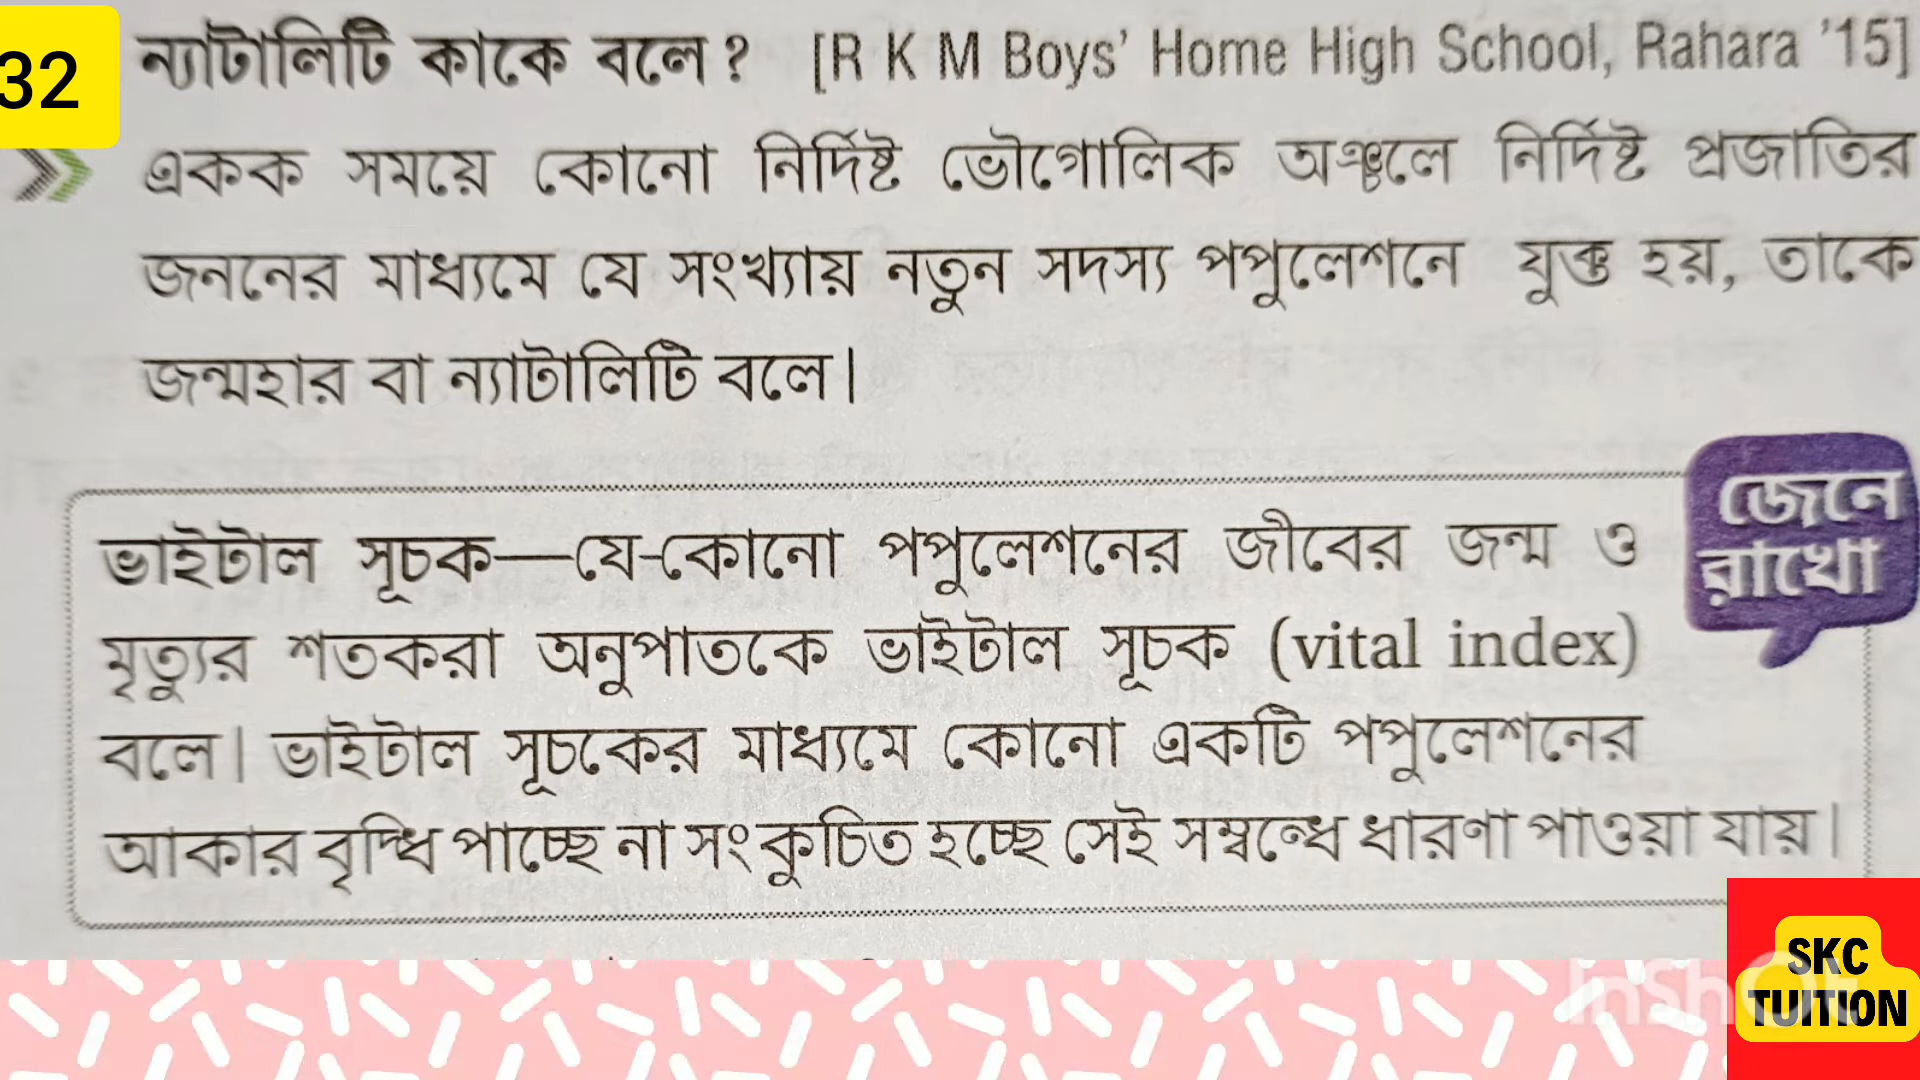 32
ন্যাটালিটি কাকে বলে? [R K M Boys' Home High School, Rahara '15]
একক সময়ে কোনো নির্দিষ্ট ভৌগোলিক অঞ্চলে নির্দিষ্ট প্রজাতির
জননের মাধ্যমে যে সংখ্যায় নতুন সদস্য পপুলেশনে যুক্ত হয়, তাকে
জন্মহার বা ন্যাটালিটি বলে।
জেনে
রাখো
ভাইটাল সূচক—যে-কোনো পপুলেশনের জীবের জন্ম ও
মৃত্যুর শতকরা অনুপাতকে ভাইটাল সূচক (vital index)
বলে। ভাইটাল সূচকের মাধ্যমে কোনো একটি পপুলেশনের
আকার বৃদ্ধি পাচ্ছে না সংকুচিত হচ্ছে সেই সম্বন্ধে ধারণা পাওয়া যায়।
SKC
TUITION
InShOt